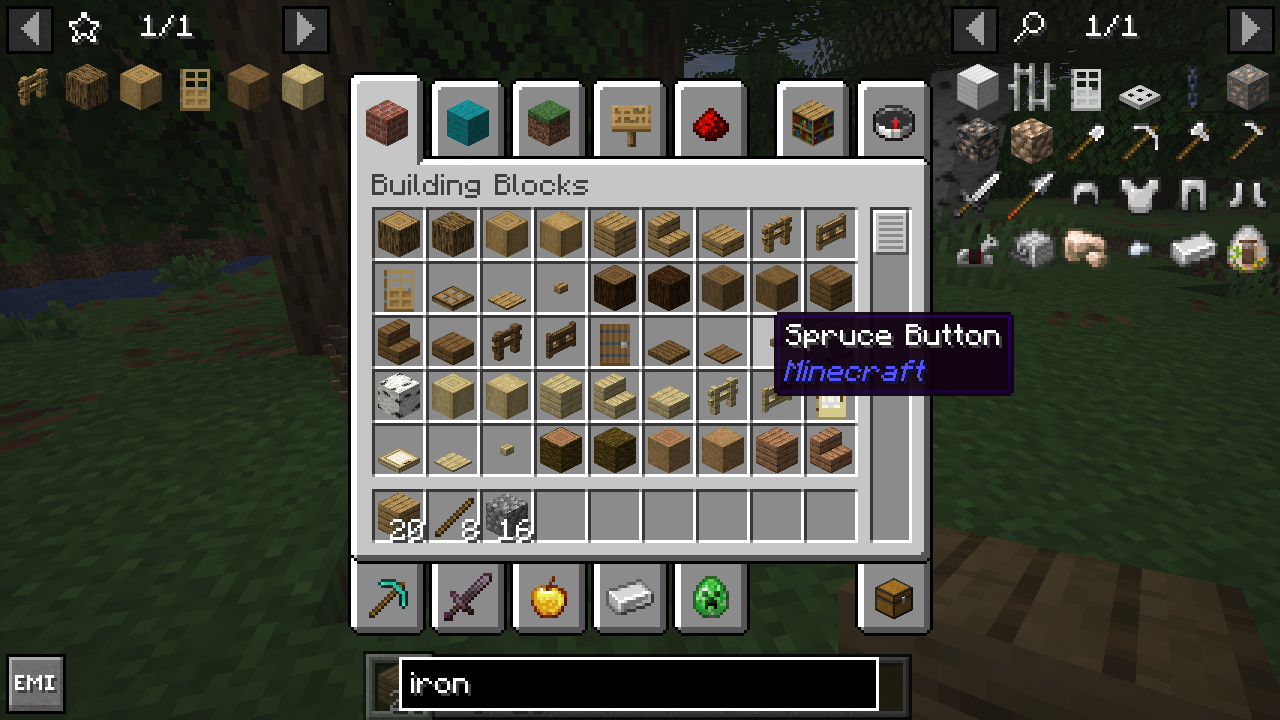 1/1
1/1
Building Blocks
Spruce Button
Minecraft
20
8
16
EMI
iron